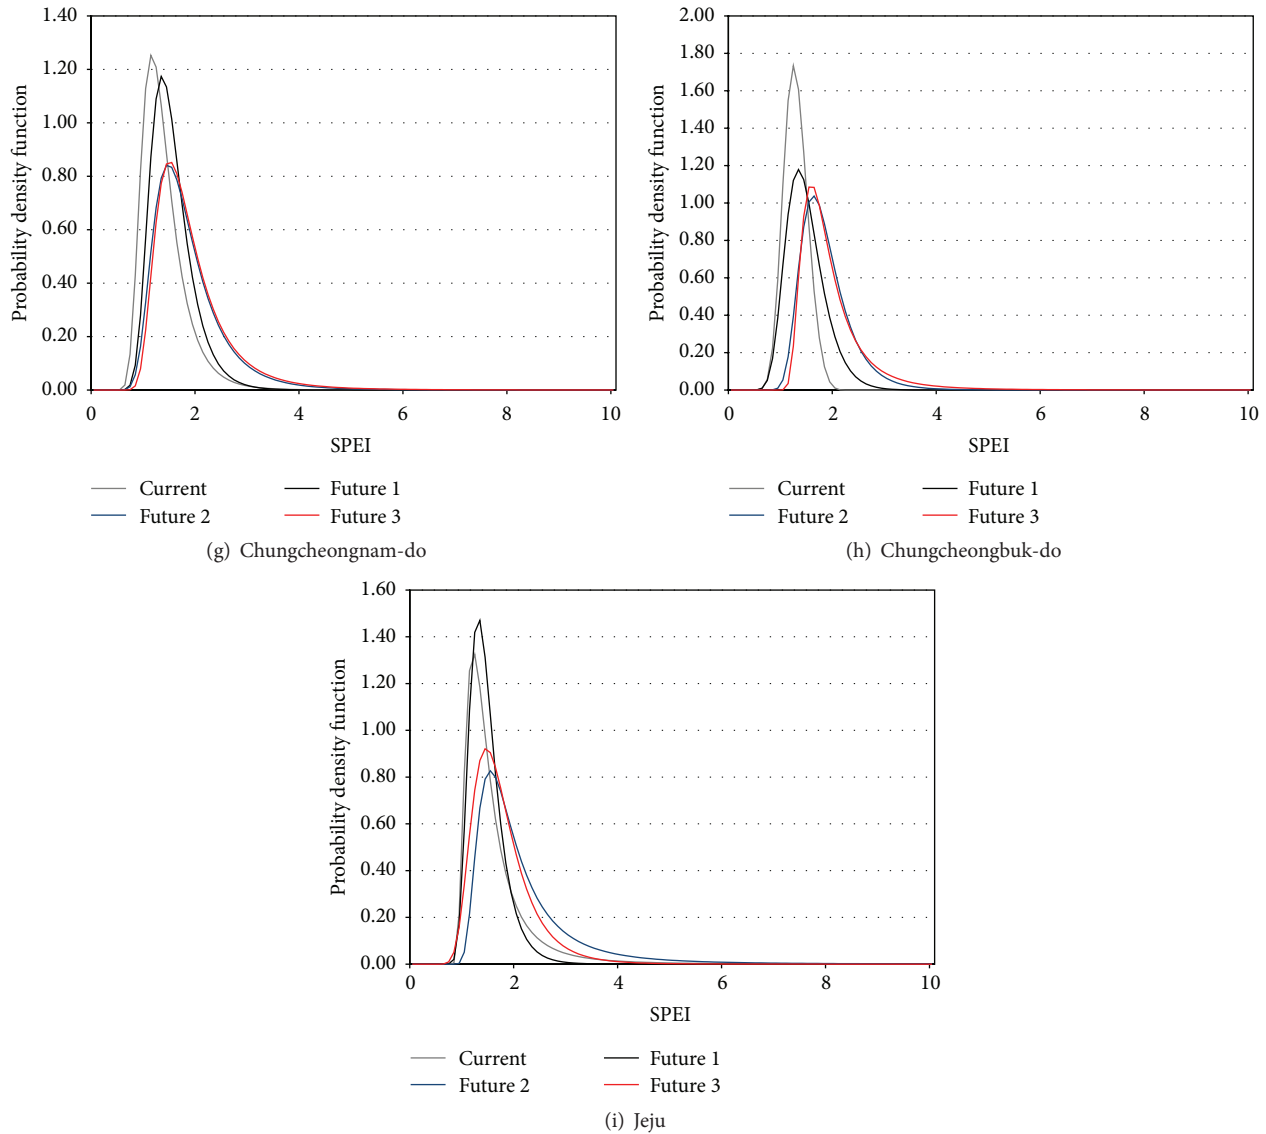 1.40
1.20
1.00
0.80
0.60
0.40
0.20
0.00
Probability density function
0 2 4 6 8 10
SPEI
Current Future 1
Future 2 Future 3
(g) Chungcheongnam-do
2.00
1.80
1.60
1.40
1.20
1.00
0.80
0.60
0.40
0.20
0.00
Probability density function
0 2 4 6 8 10
SPEI
Current Future 1
Future 2 Future 3
(h) Chungcheongbuk-do
1.60
1.40
1.20
1.00
0.80
0.60
0.40
0.20
0.00
Probability density function
0 2 4 6 8 10
SPEI
Current Future 1
Future 2 Future 3
(i) Jeju